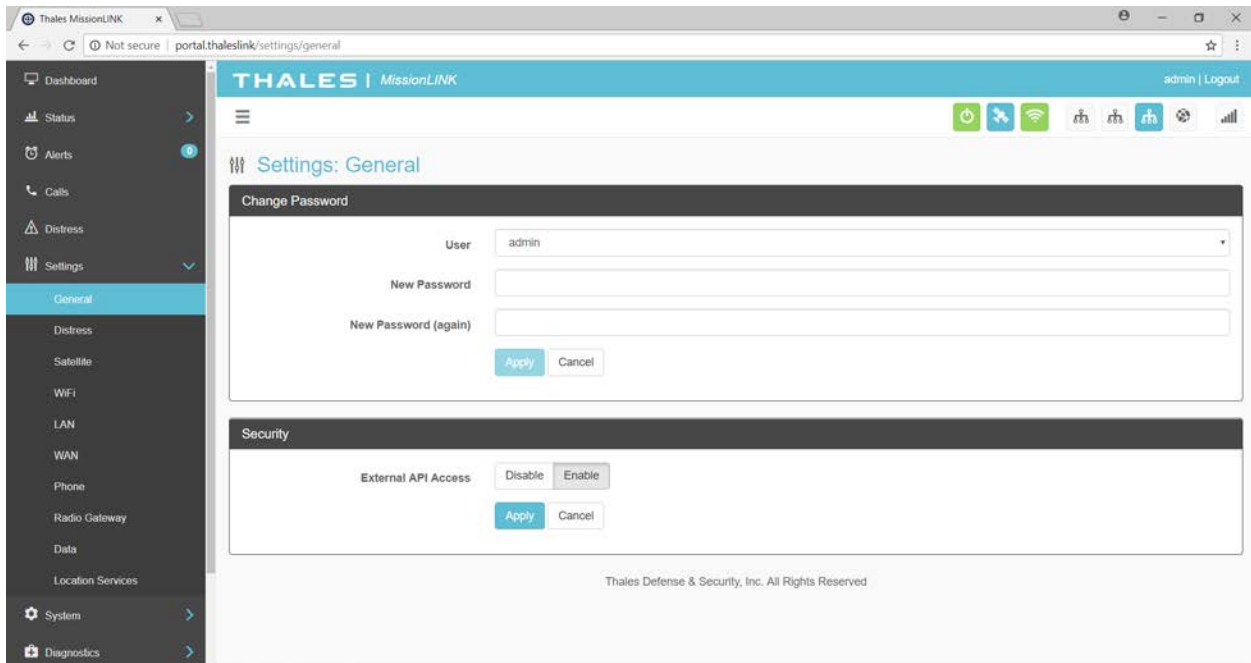 Thales MissionLINK
Not secure | portal.thaleslink/settings/general
Dashboard
Status
Alerts 0
Calls
Distress
Settings
General
Distress
Satellite
WiFi
LAN
WAN
Phone
Radio Gateway
Data
Location Services
System
Diagnostics
THALES | MissionLINK
admin | Logout
Settings: General
Change Password
User admin
New Password
New Password (again)
Apply Cancel
Security
External API Access Disable Enable
Apply Cancel
Thales Defense & Security, Inc. All Rights Reserved